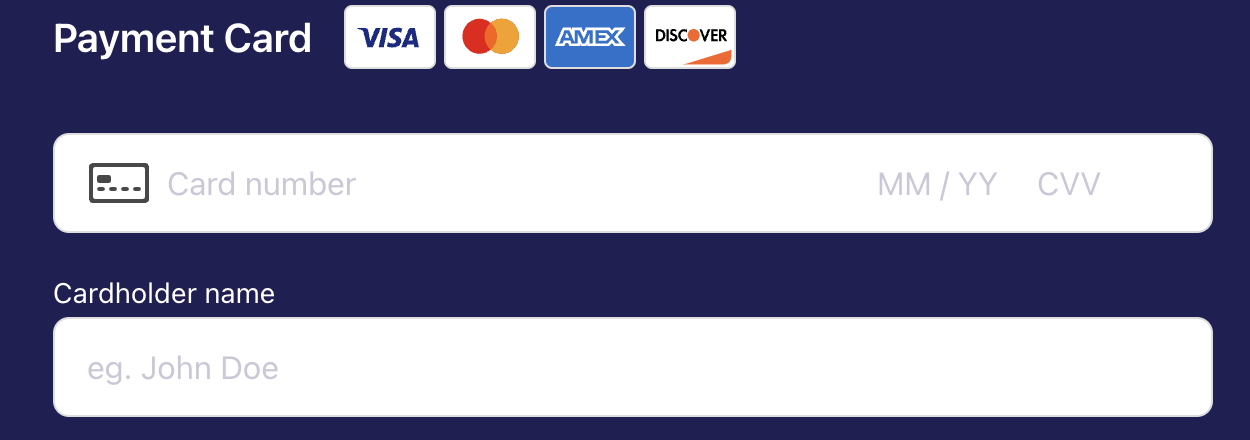 Payment Card VISA AMEX DISCOVER
Card number MM / YY CVV
Cardholder name
eg. John Doe